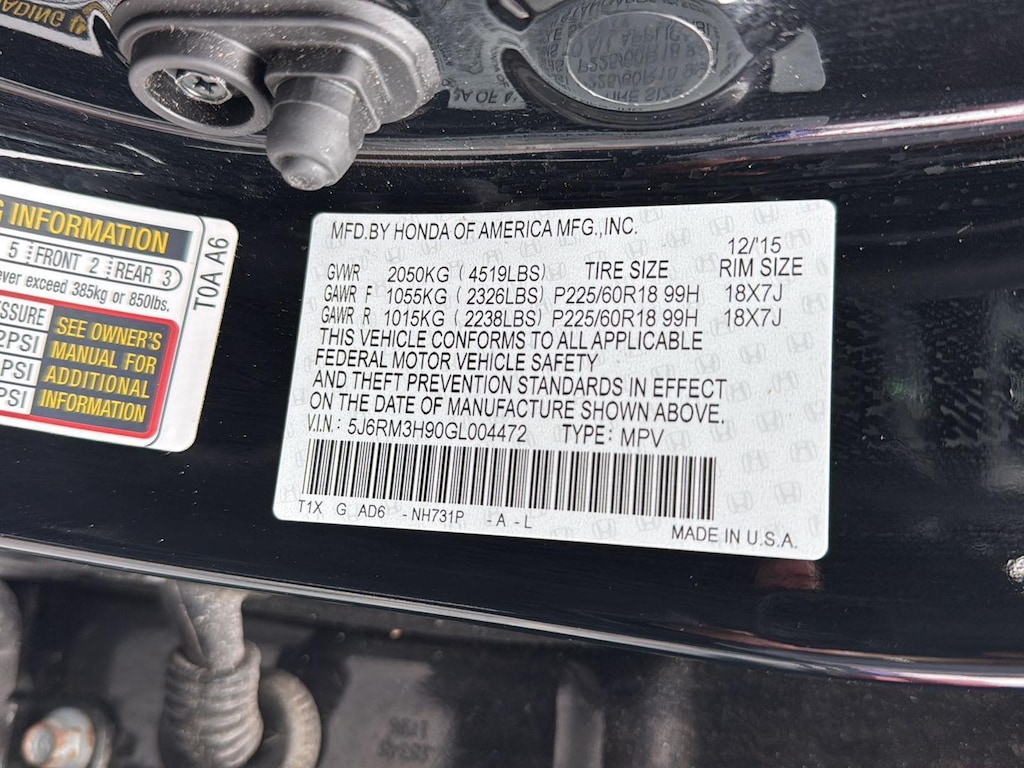 MFD.BY HONDA OF AMERICA MFG.,INC.
12/'15
GVWR 2050KG (4519LBS) TIRE SIZE RIM SIZE
GAWR F 1055KG (2326LBS) P225/60R18 99H 18X7J
GAWR R 1015KG (2238LBS) P225/60R18 99H 18X7J
THIS VEHICLE CONFORMS TO ALL APPLICABLE
FEDERAL MOTOR VEHICLE SAFETY
AND THEFT PREVENTION STANDARDS IN EFFECT
ON THE DATE OF MANUFACTURE SHOWN ABOVE.
V.I.N.: 5J6RM3H90GL004472 TYPE: MPV
T1X G AD6 -NH731P -A-L
MADE IN U.S.A.
INFORMATION
5 FRONT 2 REAR 3
exceed 385kg or 850lbs.
PSI
PSI
PSI
SEE OWNER'S
MANUAL FOR
ADDITIONAL
INFORMATION
T0A A6